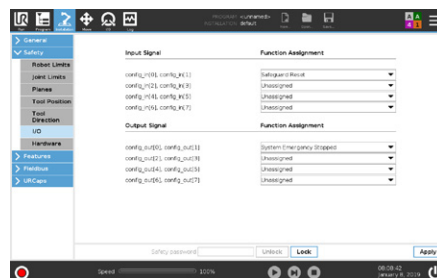 Run Program Installation Move I/O Log
PROGRAM <unnamed>
INSTALLATION default
New... Open... Save...
General
Safety
Robot Limits
Joint Limits
Planes
Tool Position
Tool Direction
I/O
Hardware
Features
Fieldbus
URCaps
Input Signal Function Assignment
config_in[0], config_in[1] Safeguard Reset
config_in[2], config_in[3] Unassigned
config_in[4], config_in[5] Unassigned
config_in[6], config_in[7] Unassigned
Output Signal Function Assignment
config_out[0], config_out[1] System Emergency Stopped
config_out[2], config_out[3] Unassigned
config_out[4], config_out[5] Unassigned
config_out[6], config_out[7] Unassigned
Safety password Unlock Lock Apply
Speed 100%
08:08:42
January 8, 2019